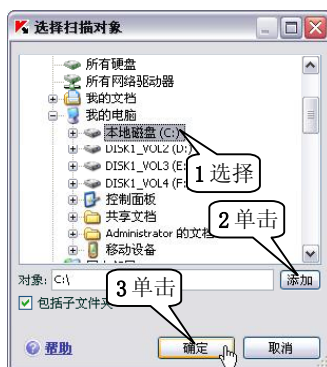 选择扫描对象
所有硬盘
所有网络驱动器
我的文档
我的电脑
本地磁盘 (C:)
DISK1_VOL2 (D:)
DISK1_VOL3 (E:
DISK1_VOL4 (F:
控制面板
共享文档
Administrator 的文档
移动设备
1 选择
2 单击
对象: C:\
添加
包括子文件夹
3 单击
帮助
确定
取消